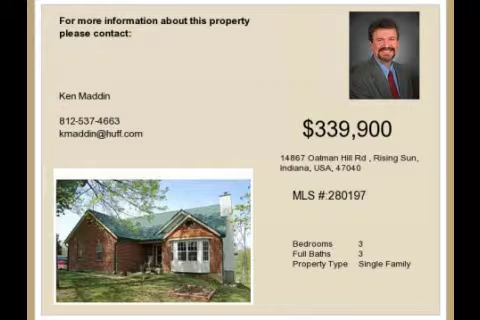 For more information about this property
please contact:
Ken Maddin
812-537-4663
kmaddin@huff.com
$339,900
14867 Oatman Hill Rd , Rising Sun,
Indiana, USA, 47040
MLS #:280197
Bedrooms 3
Full Baths 3
Property Type Single Family